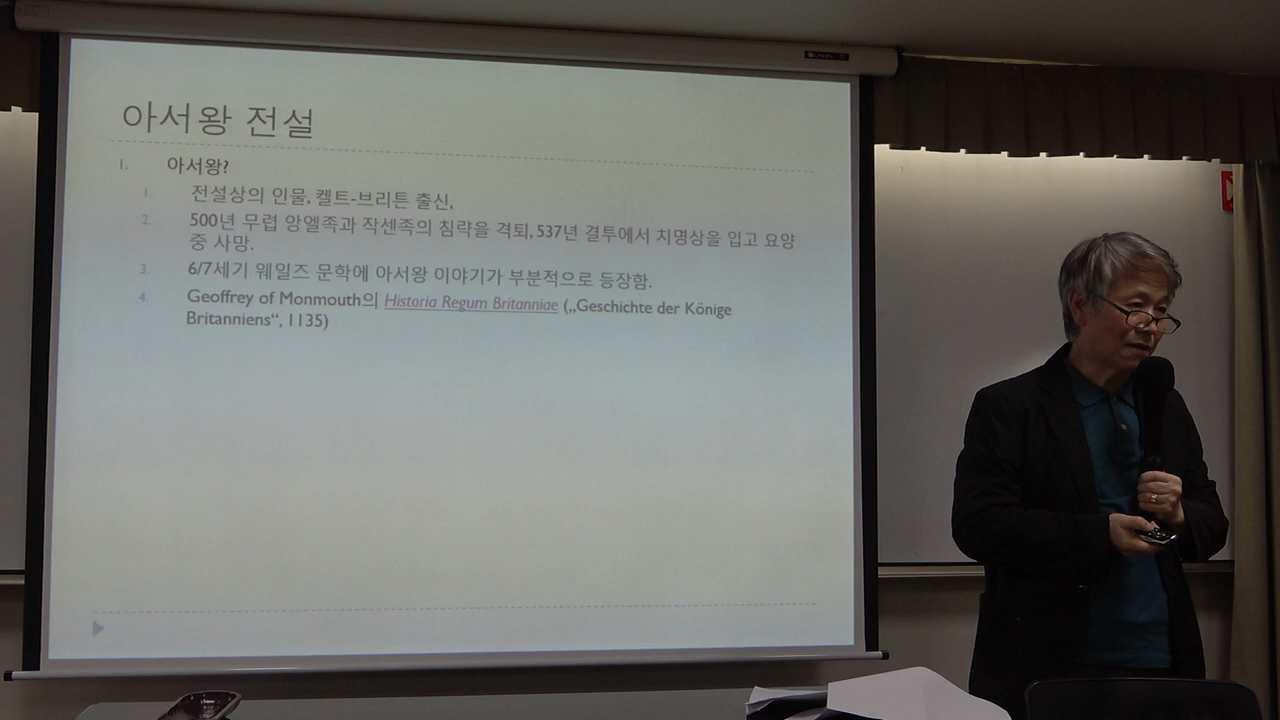 아서왕 전설
1. 아서왕?
1. 전설상의 인물, 켈트-브리튼 출신,
2. 500년 무렵 앙엘족과 작센족의 침략을 격퇴, 537년 결투에서 치명상을 입고 요양
중 사망.
3. 6/7세기 웨일즈 문학에 아서왕 이야기가 부분적으로 등장함.
4. Geoffrey of Monmouth의 Historia Regum Britanniae („Geschichte der Könige
Britanniens“, 1135)